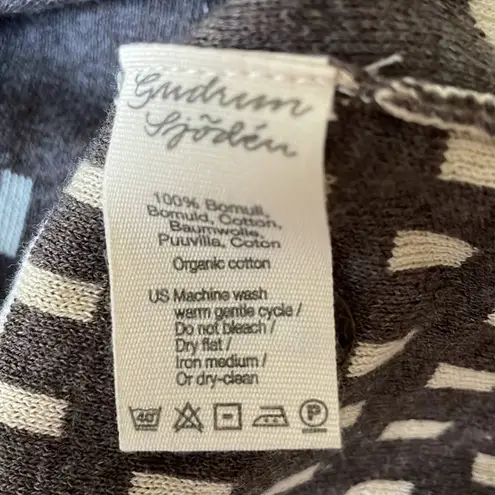 Gudrun
Sjödén
100% Bomull,
Bomuld, Cotton,
Baumwolle,
Puuvilla, Coton
Organic cotton
US Machine wash
warm gentle cycle /
Do not bleach /
Dry flat /
Iron medium /
Or dry-clean
40 P